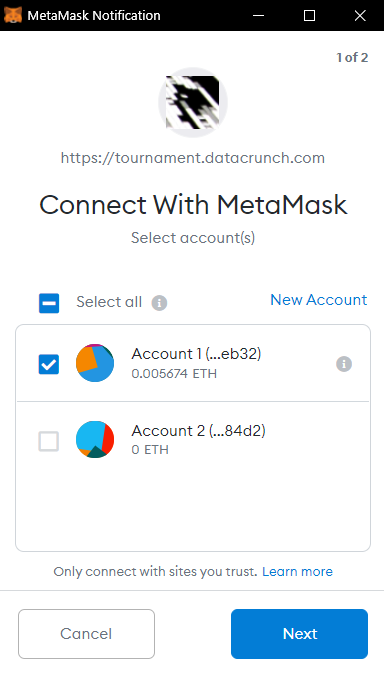 MetaMask Notification
1 of 2
https://tournament.datacrunch.com
Connect With MetaMask
Select account(s)
Select all
New Account
Account 1 (...eb32)
0.005674 ETH
Account 2 (...84d2)
0 ETH
Only connect with sites you trust. Learn more
Cancel
Next